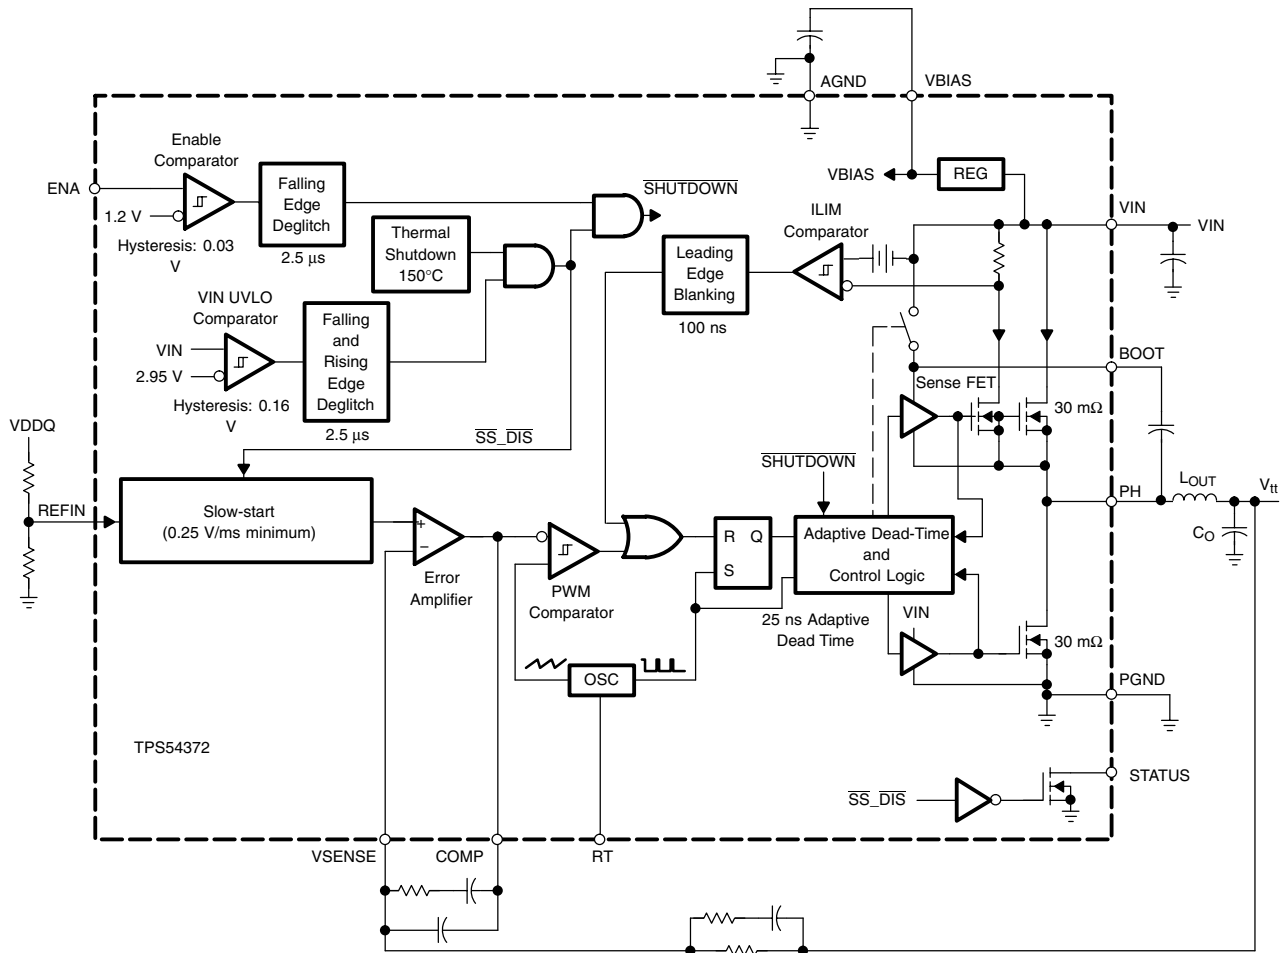 AGND
VBIAS
Enable
Comparator
ENA
1.2 V
Hysteresis: 0.03
V
Falling
Edge
Deglitch
2.5 μs
Thermal
Shutdown
150°C
SHUTDOWN
VBIAS
REG
ILIM
Comparator
VIN
VIN
Leading
Edge
Blanking
100 ns
VIN UVLO
Comparator
VIN
2.95 V
Hysteresis: 0.16
V
Falling
and
Rising
Edge
Deglitch
2.5 μs
BOOT
Sense FET
30 mΩ
VDDQ
SS_DIS
SHUTDOWN
REFIN
Slow-start
(0.25 V/ms minimum)
+
−
Error
Amplifier
PWM
Comparator
R Q
S
Adaptive Dead-Time
and
Control Logic
25 ns Adaptive
Dead Time
PH
LOUT
Vtt
CO
VIN
30 mΩ
OSC
PGND
TPS54372
SS_DIS
STATUS
VSENSE
COMP
RT